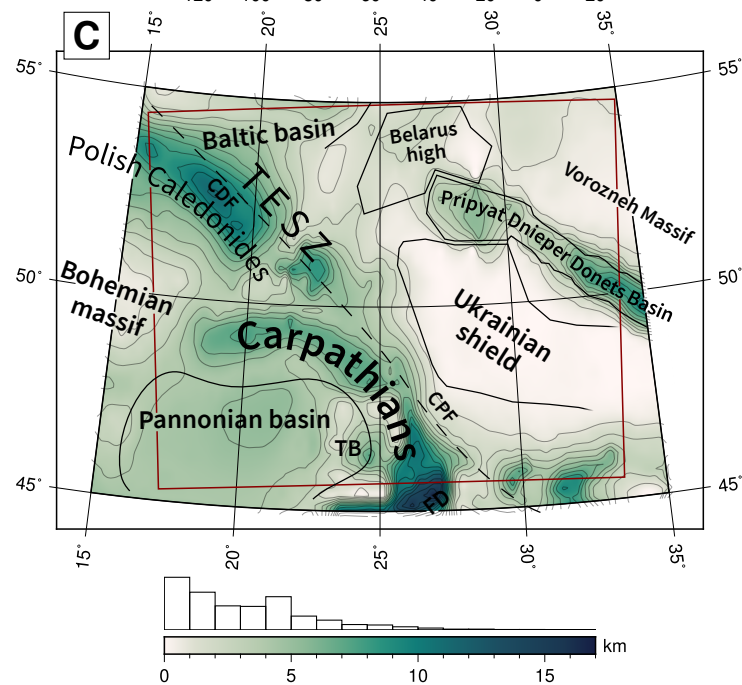 C
15°
20°
25°
30°
35°
55°
55°
Baltic basin
Belarus
high
Polish Caledonides
CDF
TESZ
Vorozneh Massif
Pripyat Dnieper Donets Basin
50°
50°
Bohemian
massif
Ukrainian
shield
Carpathians
CPF
Pannonian basin
TB
FD
45°
45°
15°
20°
25°
30°
35°
km
0
5
10
15